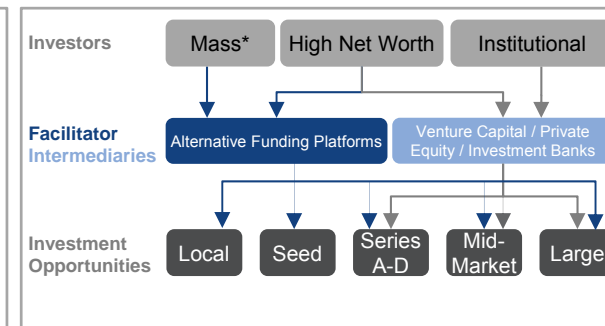 Investors
Mass*
High Net Worth
Institutional
Facilitator
Intermediaries
Alternative Funding Platforms
Venture Capital / Private
Equity / Investment Banks
Investment
Opportunities
Local
Seed
Series
A-D
Mid-
Market
Large